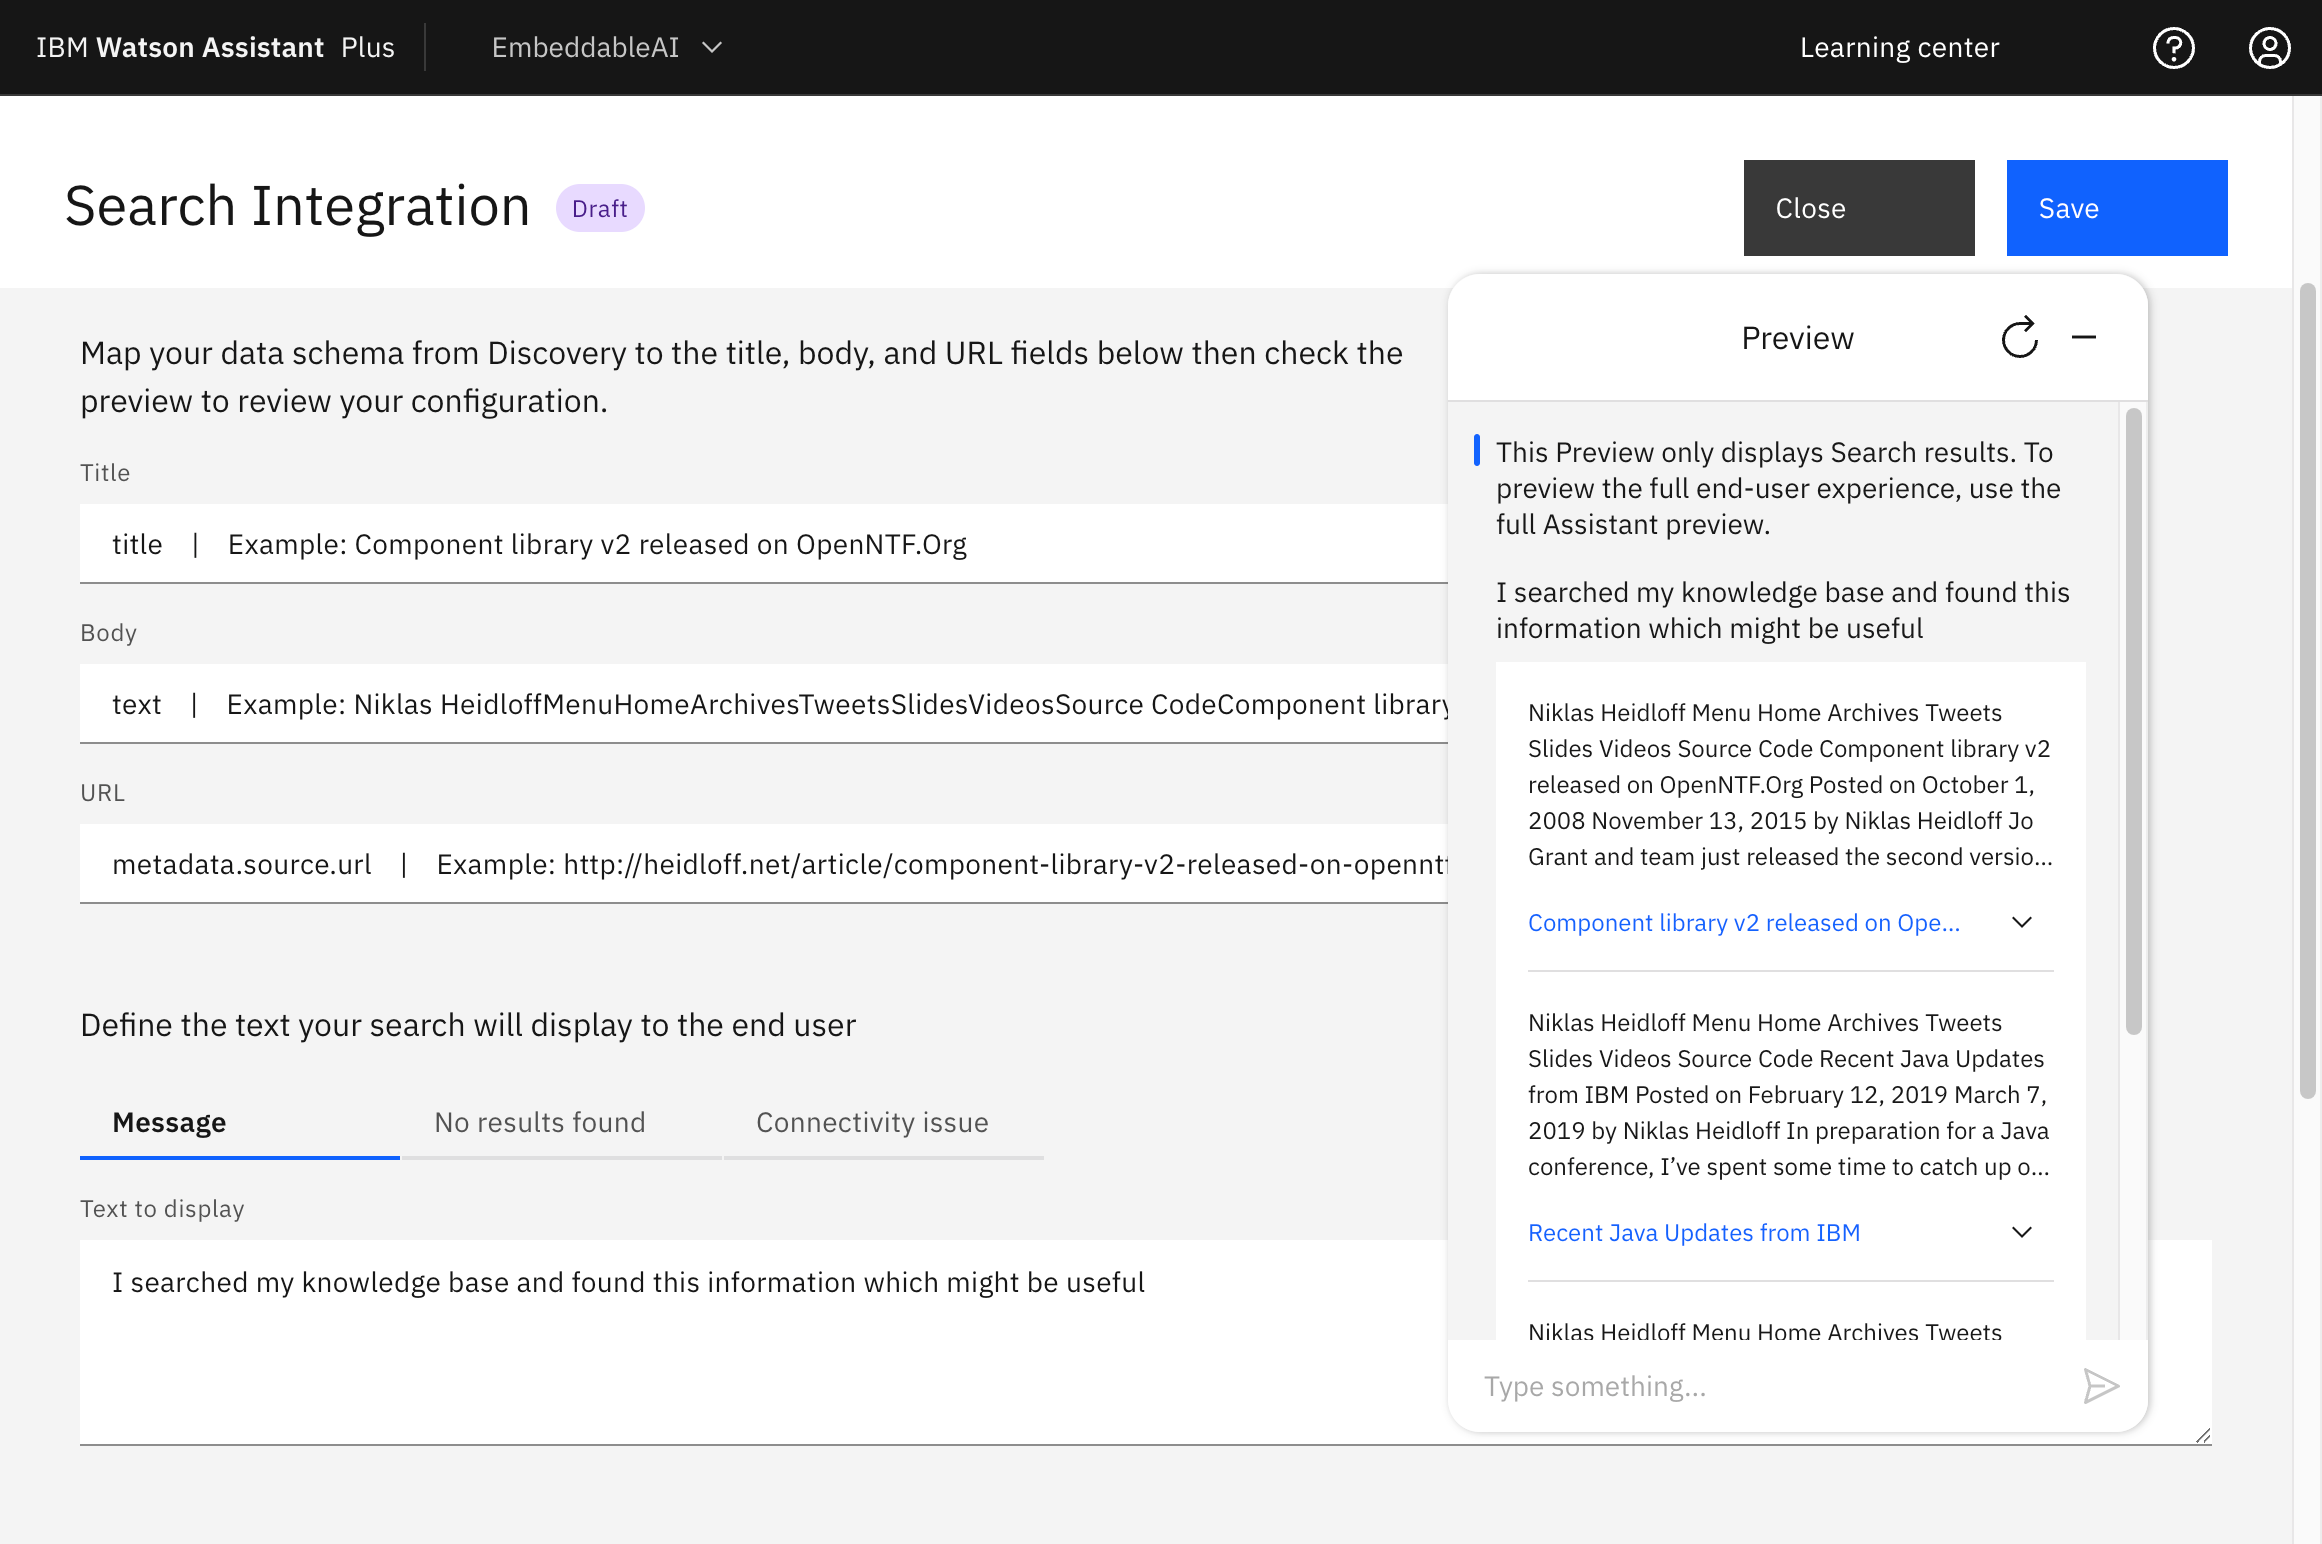 IBM Watson Assistant Plus
EmbeddableAI
Learning center
Search Integration
Draft
Close
Save
Map your data schema from Discovery to the title, body, and URL fields below then check the
preview to review your configuration.
Title
title | Example: Component library v2 released on OpenNTF.Org
Body
text | Example: Niklas HeidloffMenuHomeArchivesTweetsSlidesVideosSource CodeComponent library
URL
metadata.source.url | Example: http://heidloff.net/article/component-library-v2-released-on-openntf
Define the text your search will display to the end user
Message
No results found
Connectivity issue
Text to display
I searched my knowledge base and found this information which might be useful
Preview
This Preview only displays Search results. To
preview the full end-user experience, use the
full Assistant preview.
I searched my knowledge base and found this
information which might be useful
Niklas Heidloff Menu Home Archives Tweets
Slides Videos Source Code Component library v2
released on OpenNTF.Org Posted on October 1,
2008 November 13, 2015 by Niklas Heidloff Jo
Grant and team just released the second versio...
Component library v2 released on Ope...
Niklas Heidloff Menu Home Archives Tweets
Slides Videos Source Code Recent Java Updates
from IBM Posted on February 12, 2019 March 7,
2019 by Niklas Heidloff In preparation for a Java
conference, I’ve spent some time to catch up o...
Recent Java Updates from IBM
Niklas Heidloff Menu Home Archives Tweets
Type something...